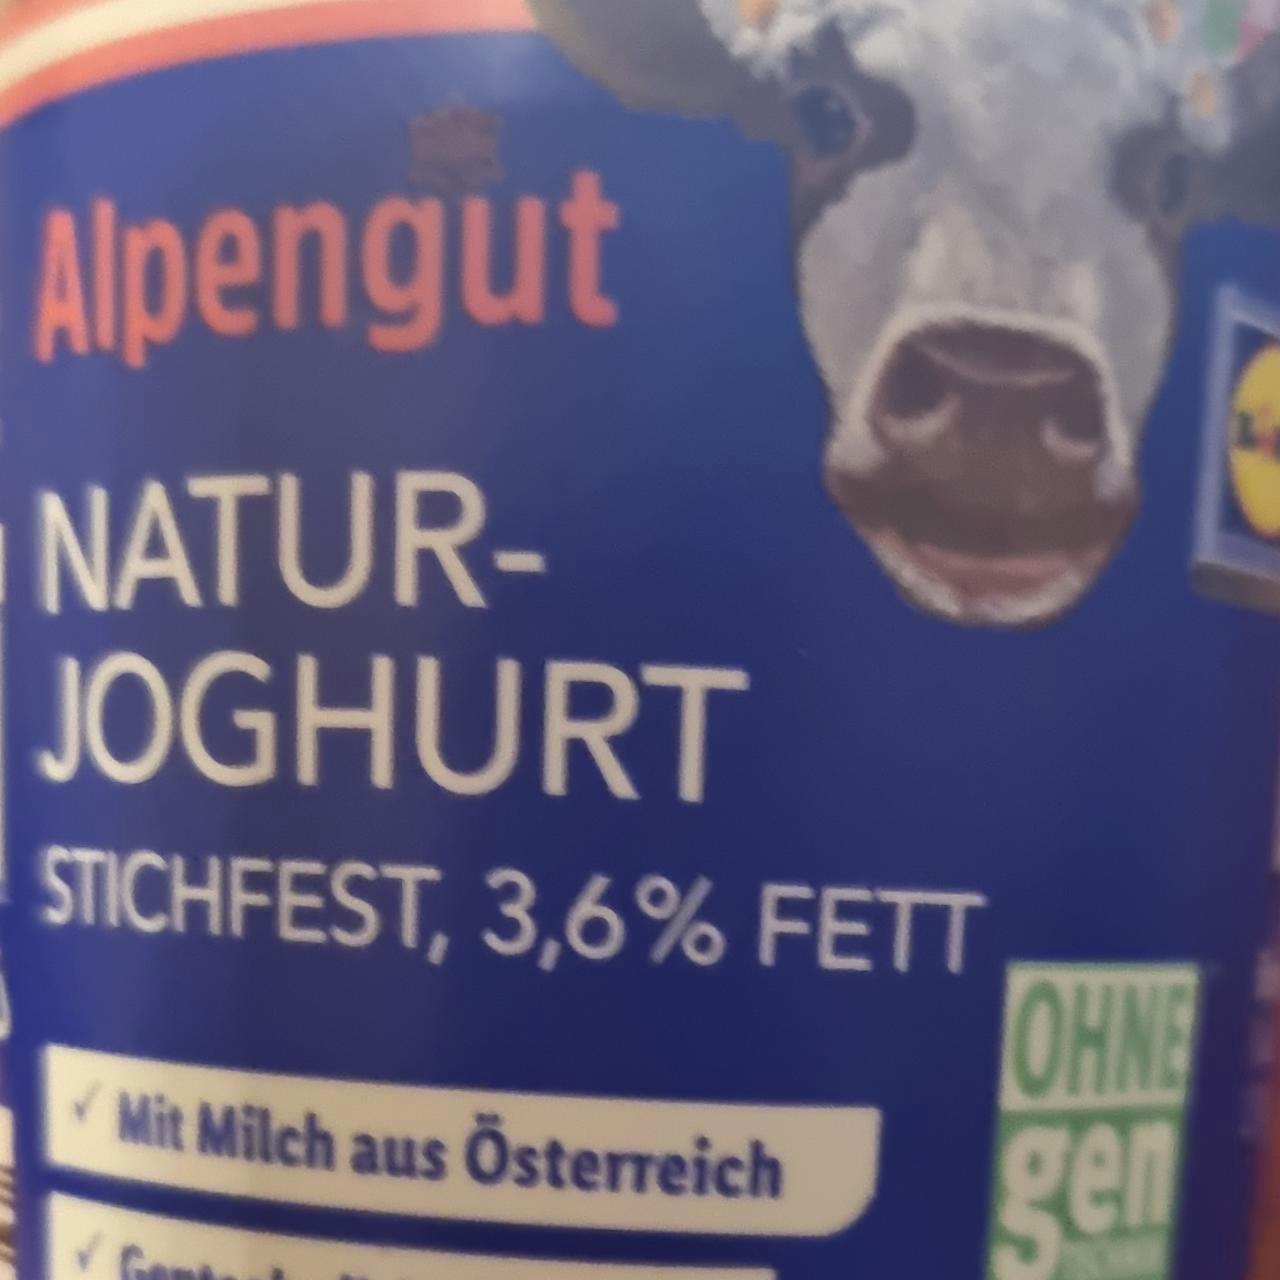 Alpengut
NATUR-
JOGHURT
STICHFEST, 3,6% FETT
OHNE
gen
✓ Mit Milch aus Österreich